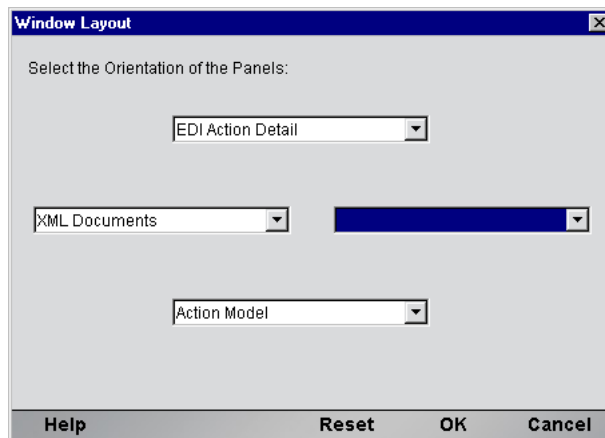 Window Layout
Select the Orientation of the Panels:
EDI Action Detail
XML Documents
Action Model
Help Reset OK Cancel